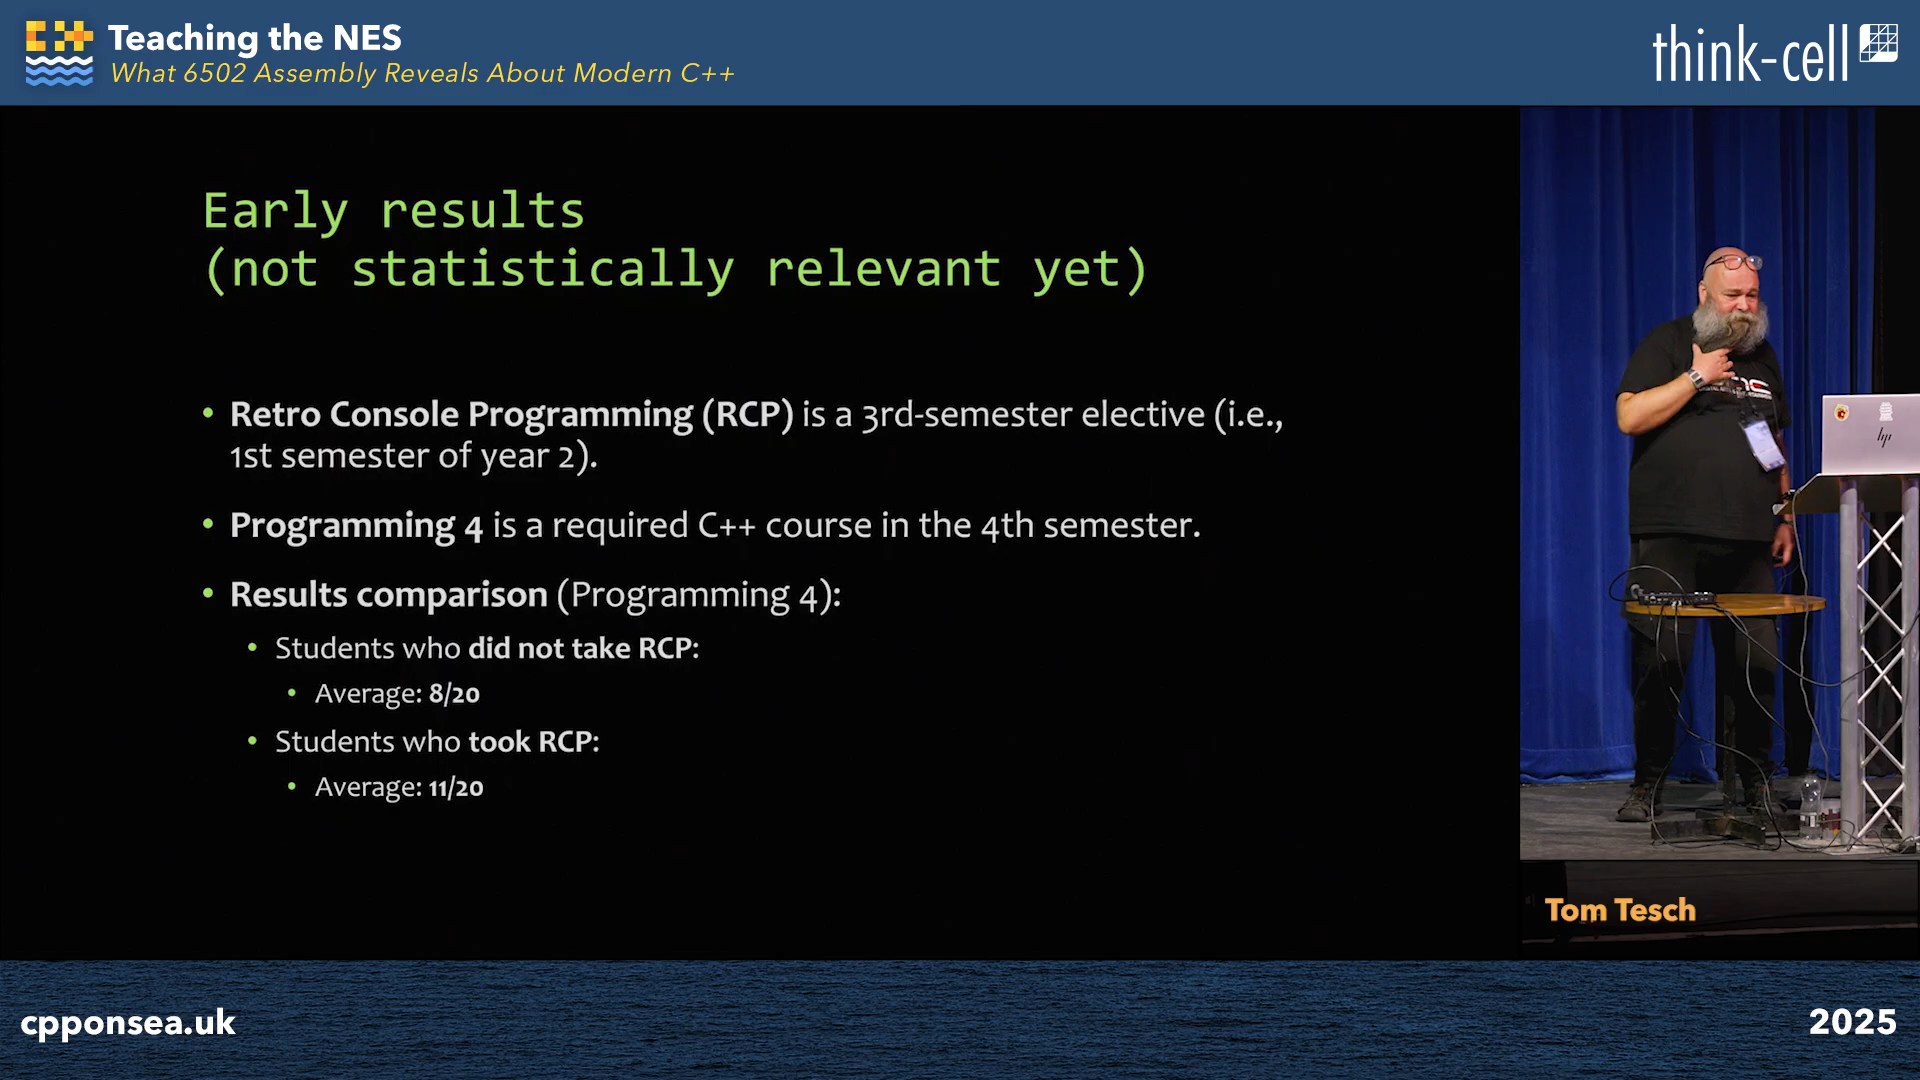 Teaching the NES
What 6502 Assembly Reveals About Modern C++
think-cell
Early results
(not statistically relevant yet)
• Retro Console Programming (RCP) is a 3rd-semester elective (i.e.,
1st semester of year 2).
• Programming 4 is a required C++ course in the 4th semester.
• Results comparison (Programming 4):
• Students who did not take RCP:
• Average: 8/20
• Students who took RCP:
• Average: 11/20
hp
Tom Tesch
cpponsea.uk
2025